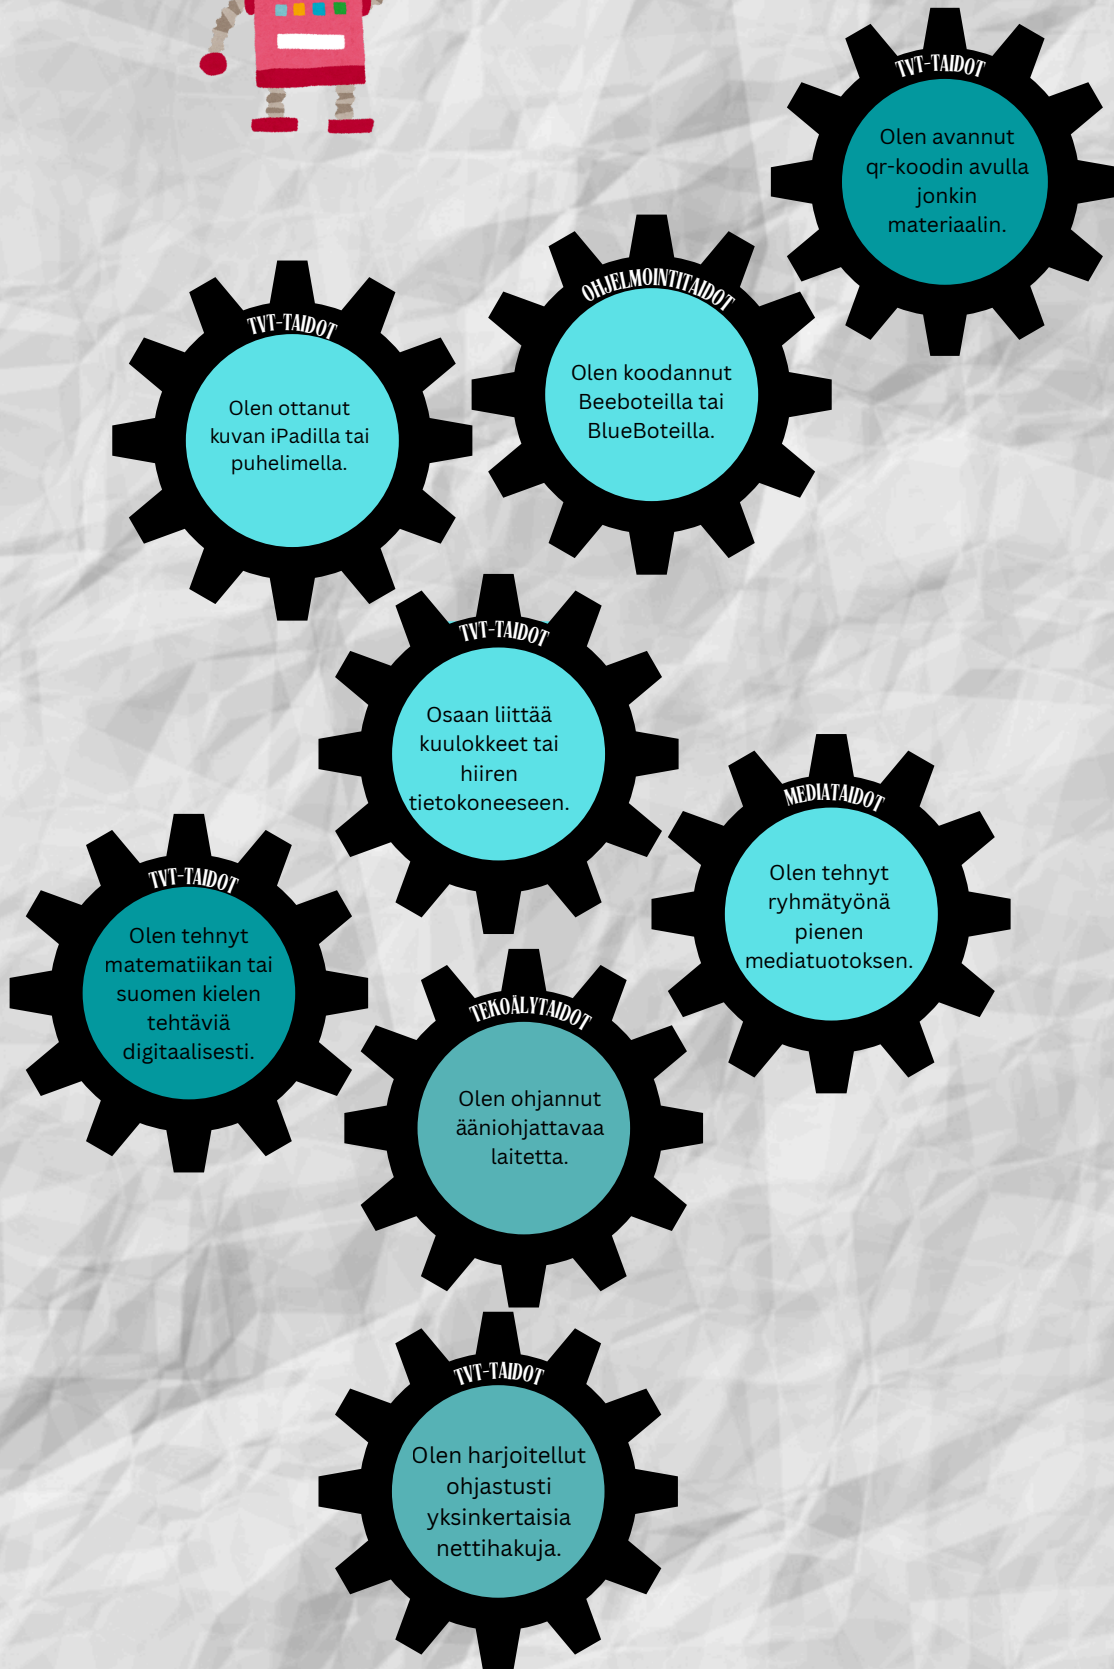 TVT-TAIDOT
Olen avannut
qr-koodin avulla
jonkin
materiaalin.
OHJELMOINTITAIDOT
Olen koodannut
Beeboteilla tai
BlueBoteilla.
TVT-TAIDOT
Olen ottanut
kuvan iPadilla tai
puhelimella.
TVT-TAIDOT
Osaan liittää
kuulokkeet tai
hiiren
tietokoneeseen.
MEDIATAIDOT
Olen tehnyt
ryhmätyönä
pienen
mediatuotoksen.
TVT-TAIDOT
Olen tehnyt
matematiikan tai
suomen kielen
tehtäviä
digitaalisesti.
TEKOÄLYTAIDOT
Olen ohjannut
ääniohjattavaa
laitetta.
TVT-TAIDOT
Olen harjoitellut
ohjastusti
yksinkertaisia
nettihakuja.